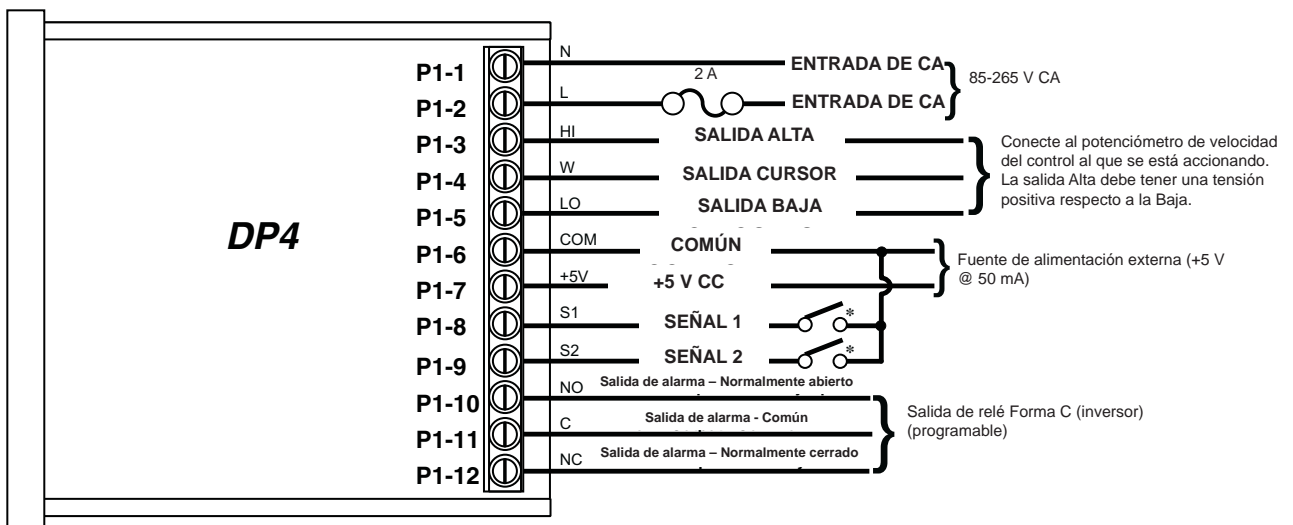 DP4
P1-1
N
ENTRADA DE CA
P1-2
L
2 A
ENTRADA DE CA
85-265 V CA
P1-3
HI
SALIDA ALTA
P1-4
W
SALIDA CURSOR
P1-5
LO
SALIDA BAJA
Conecte al potenciómetro de velocidad
del control al que se está accionando.
La salida Alta debe tener una tensión
positiva respecto a la Baja.
P1-6
COM
COMÚN
P1-7
+5V
+5 V CC
Fuente de alimentación externa (+5 V
@ 50 mA)
P1-8
S1
SEÑAL 1
*
P1-9
S2
SEÑAL 2
*
P1-10
NO
Salida de alarma – Normalmente abierto
P1-11
C
Salida de alarma - Común
P1-12
NC
Salida de alarma – Normalmente cerrado
Salida de relé Forma C (inversor)
(programable)